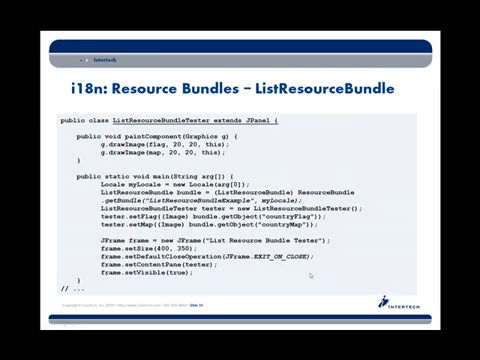 Intertech
i18n: Resource Bundles – ListResourceBundle
public class ListResourceBundleTester extends JPanel {
public void paintComponent(Graphics g) {
g.drawImage(flag, 20, 20, this);
g.drawImage(map, 20, 20, this);
}
public static void main(String arg[]) {
Locale myLocale = new Locale(arg[0]);
ListResourceBundle bundle = (ListResourceBundle) ResourceBundle
.getBundle("ListResourceBundleExample", myLocale);
ListResourceBundleTester tester = new ListResourceBundleTester();
tester.setFlag((Image) bundle.getObject("countryFlag"));
tester.setMap((Image) bundle.getObject("countryMap"));
JFrame frame = new JFrame("List Resource Bundle Tester");
frame.setSize(400, 350);
frame.setDefaultCloseOperation(JFrame.EXIT_ON_CLOSE);
frame.setContentPane(tester);
frame.setVisible(true);
}
// ...
INTERTECH